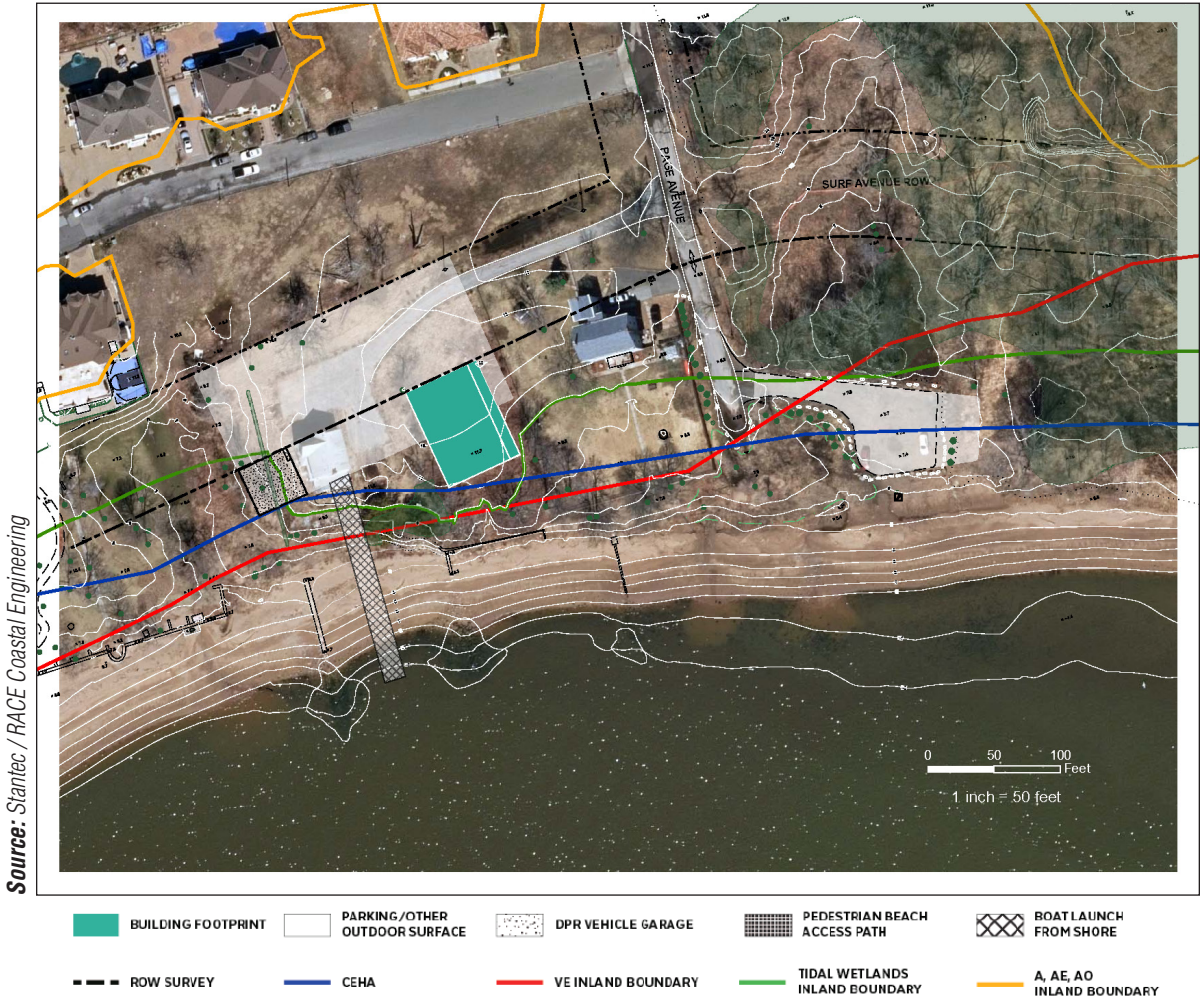 PAGE AVENUE
SURF AVENUE ROW
0 50 100
Feet
1 inch = 50 feet
Source: Stantec / RACE Coastal Engineering
BUILDING FOOTPRINT
PARKING/OTHER
OUTDOOR SURFACE
DPR VEHICLE GARAGE
PEDESTRIAN BEACH
ACCESS PATH
BOAT LAUNCH
FROM SHORE
ROW SURVEY
CEHA
VE INLAND BOUNDARY
TIDAL WETLANDS
INLAND BOUNDARY
A, AE, AO
INLAND BOUNDARY